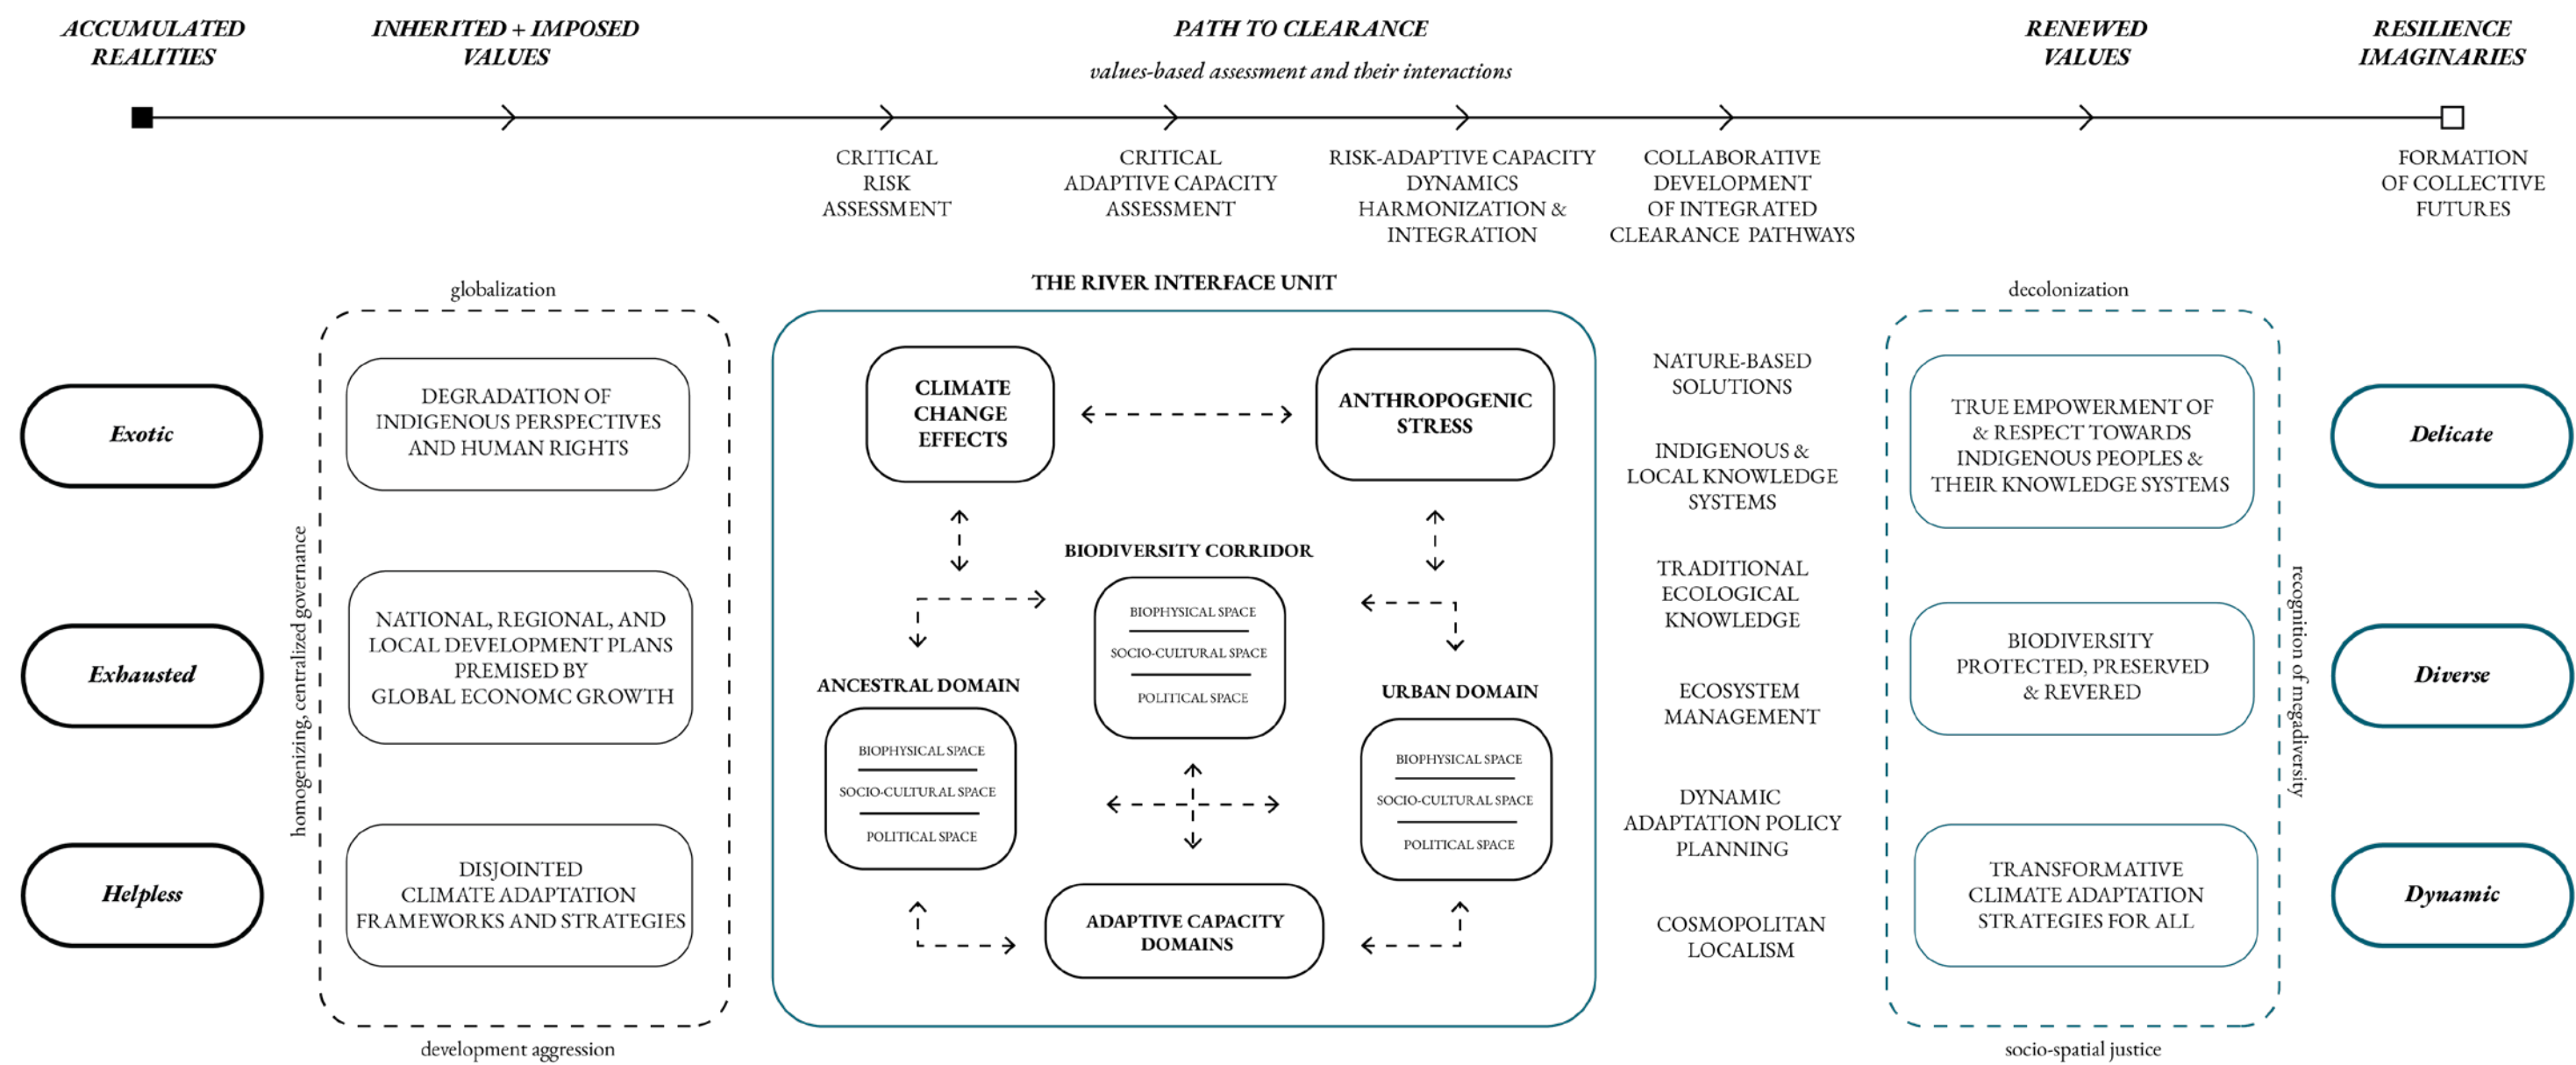 ACCUMULATED
REALITIES
INHERITED + IMPOSED
VALUES
PATH TO CLEARANCE
values-based assessment and their interactions
RENEWED
VALUES
RESILIENCE
IMAGINARIES
CRITICAL
RISK
ASSESSMENT
CRITICAL
ADAPTIVE CAPACITY
ASSESSMENT
RISK-ADAPTIVE CAPACITY
DYNAMICS
HARMONIZATION &
INTEGRATION
COLLABORATIVE
DEVELOPMENT
OF INTEGRATED
CLEARANCE PATHWAYS
FORMATION
OF COLLECTIVE
FUTURES
Exotic
Exhausted
Helpless
globalization
homogenizing, centralized governance
DEGRADATION OF
INDIGENOUS PERSPECTIVES
AND HUMAN RIGHTS
NATIONAL, REGIONAL, AND
LOCAL DEVELOPMENT PLANS
PREMISED BY
GLOBAL ECONOMC GROWTH
DISJOINTED
CLIMATE ADAPTATION
FRAMEWORKS AND STRATEGIES
development aggression
THE RIVER INTERFACE UNIT
CLIMATE
CHANGE
EFFECTS
ANTHROPOGENIC
STRESS
BIODIVERSITY CORRIDOR
BIOPHYSICAL SPACE
SOCIO-CULTURAL SPACE
POLITICAL SPACE
ANCESTRAL DOMAIN
BIOPHYSICAL SPACE
SOCIO-CULTURAL SPACE
POLITICAL SPACE
URBAN DOMAIN
BIOPHYSICAL SPACE
SOCIO-CULTURAL SPACE
POLITICAL SPACE
ADAPTIVE CAPACITY
DOMAINS
NATURE-BASED
SOLUTIONS
INDIGENOUS &
LOCAL KNOWLEDGE
SYSTEMS
TRADITIONAL
ECOLOGICAL
KNOWLEDGE
ECOSYSTEM
MANAGEMENT
DYNAMIC
ADAPTATION POLICY
PLANNING
COSMOPOLITAN
LOCALISM
decolonization
TRUE EMPOWERMENT OF
& RESPECT TOWARDS
INDIGENOUS PEOPLES &
THEIR KNOWLEDGE SYSTEMS
BIODIVERSITY
PROTECTED, PRESERVED
& REVERED
TRANSFORMATIVE
CLIMATE ADAPTATION
STRATEGIES FOR ALL
socio-spatial justice
recognition of megadiversity
Delicate
Diverse
Dynamic